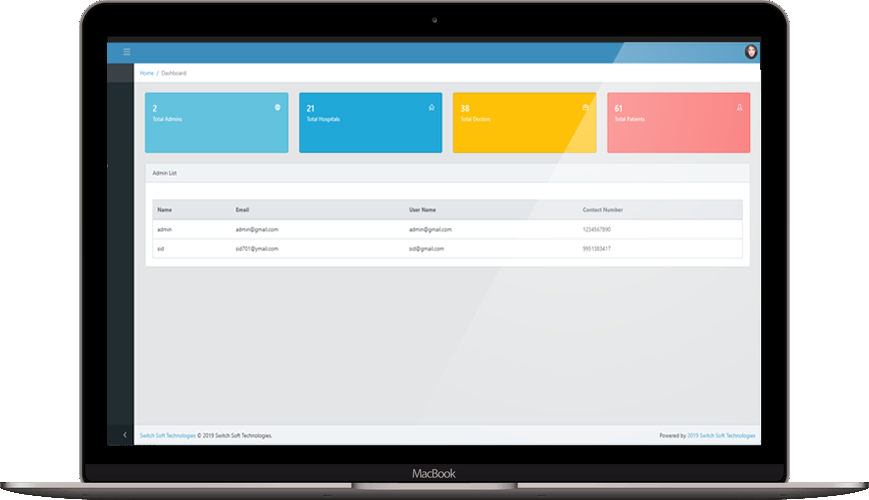 Home / Dashboard
2
Total Admins
21
Total Hospitals
38
Total Doctors
61
Total Patients
Admin List
Name Email User Name Contact Number
admin admin@gmail.com admin@gmail.com 1234567890
sid sid701@ymail.com sid@gmail.com 9951383417
Switch Soft Technologies © 2019 Switch Soft Technologies. Powered by 2019 Switch Soft Technologies
MacBook